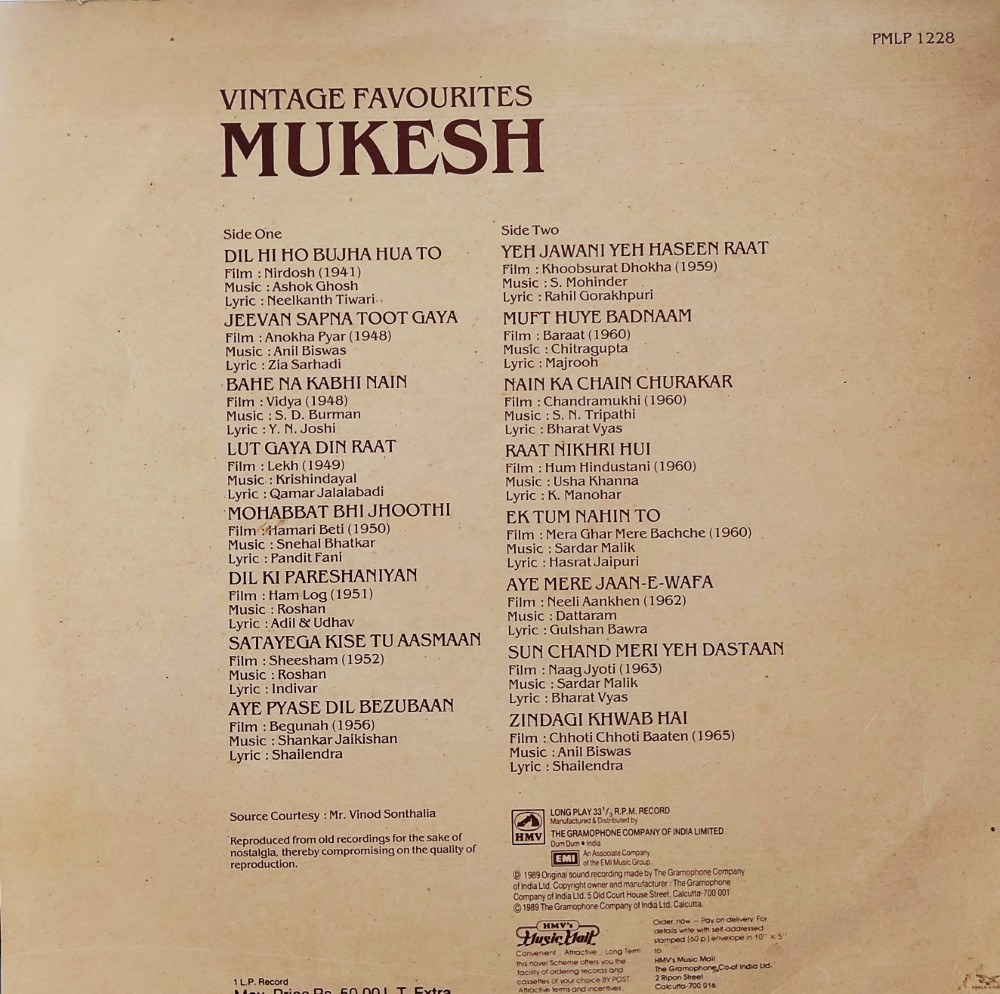 PMLP 1228
VINTAGE FAVOURITES
MUKESH
Side One
DIL HI HO BUJHA HUA TO
Film : Nirdosh (1941)
Music : Ashok Ghosh
Lyric : Neelkanth Tiwari
JEEVAN SAPNA TOOT GAYA
Film : Anokha Pyar (1948)
Music : Anil Biswas
Lyric : Zia Sarhadi
BAHE NA KABHI NAIN
Film : Vidya (1948)
Music : S. D. Burman
Lyric : Y. N. Joshi
LUT GAYA DIN RAAT
Film : Lekh (1949)
Music : Krishindayal
Lyric : Qamar Jalalabadi
MOHABBAT BHI JHOOTHI
Film : Hamari Beti (1950)
Music : Snehal Bhatkar
Lyric : Pandit Fani
DIL KI PARESHANIYAN
Film : Ham Log (1951)
Music : Roshan
Lyric : Adil & Udhav
SATAYEGA KISE TU AASMAAN
Film : Sheesham (1952)
Music : Roshan
Lyric : Indivar
AYE PYASE DIL BEZUBAAN
Film : Begunah (1956)
Music : Shankar Jaikishan
Lyric : Shailendra
Side Two
YEH JAWANI YEH HASEEN RAAT
Film : Khoobsurat Dhokha (1959)
Music : S. Mohinder
Lyric : Rahil Gorakhpuri
MUFT HUYE BADNAAM
Film : Baraat (1960)
Music : Chitragupta
Lyric : Majrooh
NAIN KA CHAIN CHURAKAR
Film : Chandramukhi (1960)
Music : S. N. Tripathi
Lyric : Bharat Vyas
RAAT NIKHRI HUI
Film : Hum Hindustani (1960)
Music : Usha Khanna
Lyric : K. Manohar
EK TUM NAHIN TO
Film : Mera Ghar Mere Bachche (1960)
Music : Sardar Malik
Lyric : Hasrat Jaipuri
AYE MERE JAAN-E-WAFA
Film : Neeli Aankhen (1962)
Music : Dattaram
Lyric : Gulshan Bawra
SUN CHAND MERI YEH DASTAAN
Film : Naag Jyoti (1963)
Music : Sardar Malik
Lyric : Bharat Vyas
ZINDAGI KHWAB HAI
Film : Chhoti Chhoti Baaten (1965)
Music : Anil Biswas
Lyric : Shailendra
Source Courtesy : Mr. Vinod Sonthalia
Reproduced from old recordings for the sake of
nostalgia, thereby compromising on the quality of
reproduction.
1 L.P. Record
Max. Price Rs. 50.00 L.T. Extra
HMV
LONG PLAY 33 1/3 R.P.M. RECORD
Manufactured & Distributed by
THE GRAMOPHONE COMPANY OF INDIA LIMITED
Dum Dum • India
EMI
An Associate Company
of the EMI Music Group.
℗ 1989 Original sound recording made by The Gramophone Company
of India Ltd. Copyright owner and manufacturer : The Gramophone
Company of India Ltd. 5 Old Court House Street, Calcutta-700 001
© 1989 The Gramophone Company of India Ltd. Calcutta.
HMV's
Music Mail
Convenient . Attractive . Long Term
this novel Scheme offers you the
facility of ordering records and
cassettes of your choice BY POST.
Attractive terms and incentives.
Order now - Pay on delivery. For
details write with self-addressed
stamped (60 p.) envelope in 10" × 5"
to
HMV's Music Mail
The Gramophone Co of India Ltd.
2 Ripon Street
Calcutta-700 016